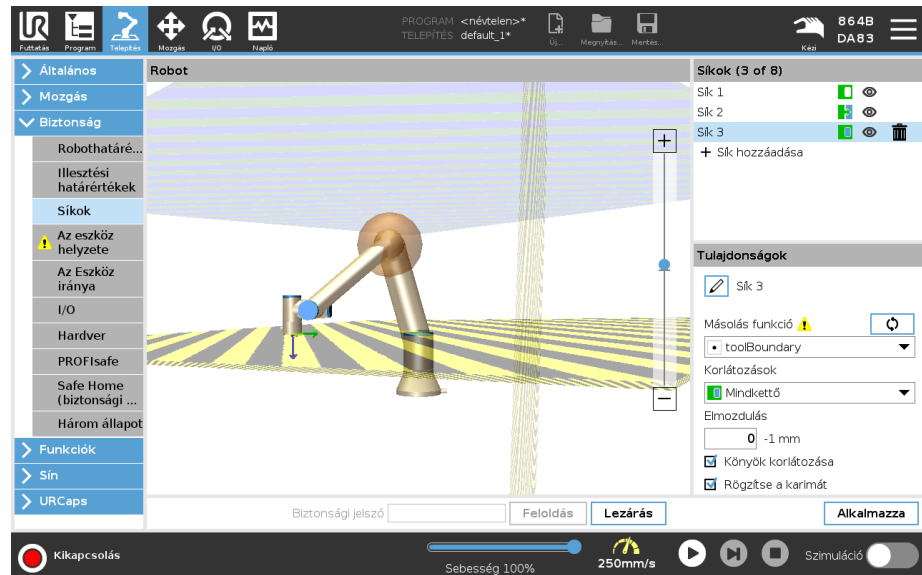 UR
Futtatás
Program
Telepítés
Mozgás
I/O
Napló
PROGRAM <névtelen>*
TELEPÍTÉS default_1*
Új...
Megnyitás...
Mentés...
Kézi
864B
DA83
Általános
Mozgás
Biztonság
Robothatáré...
Illesztési
határértékek
Síkok
Az eszköz
helyzete
Az Eszköz
iránya
I/O
Hardver
PROFIsafe
Safe Home
(biztonsági ...
Három állapot
Funkciók
Sín
URCaps
Robot
Síkok (3 of 8)
Sík 1
Sík 2
Sík 3
+ Sík hozzáadása
Tulajdonságok
Sík 3
Másolás funkció
toolBoundary
Korlátozások
Mindkettő
Elmozdulás
0 -1 mm
Könyök korlátozása
Rögzítse a karimát
Biztonsági jelszó
Feloldás
Lezárás
Alkalmazza
Kikapcsolás
Sebesség 100%
250mm/s
Szimuláció